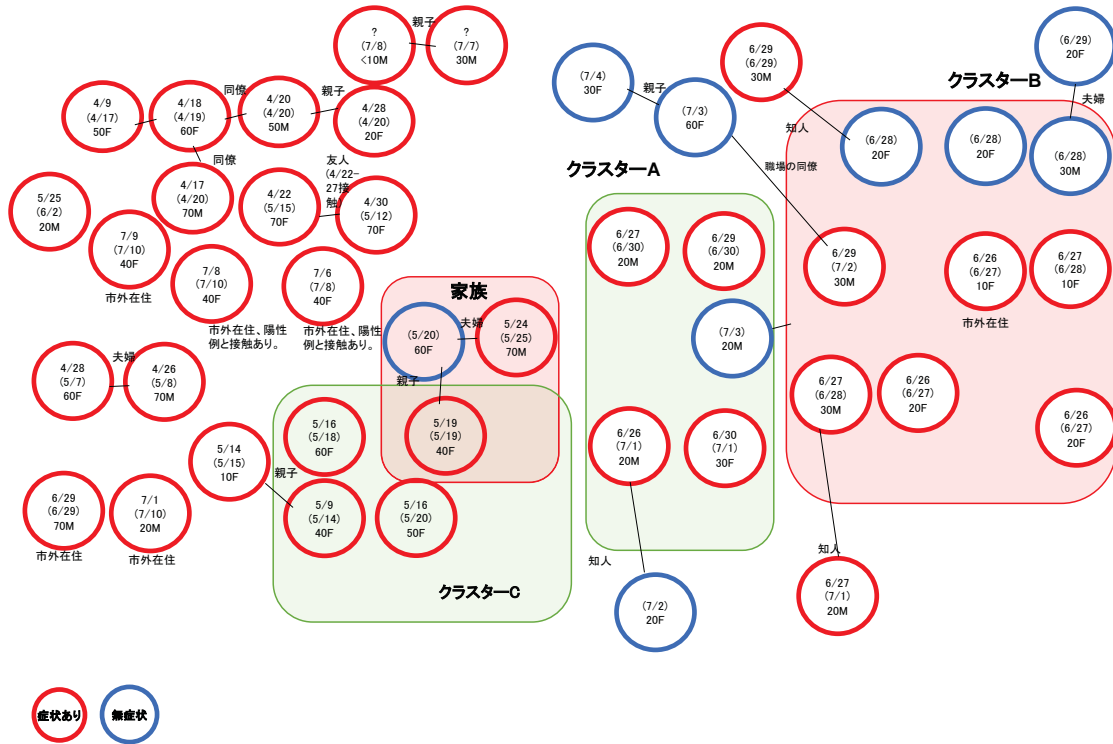 ?
(7/8)
<10M
親子
?
(7/7)
30M
4/9
(4/17)
50F
4/18
(4/19)
60F
同僚
4/20
(4/20)
50M
親子
4/28
(4/20)
20F
同僚
4/17
(4/20)
70M
4/22
(5/15)
70F
友人
(4/22-
27接
触)
4/30
(5/12)
70F
5/25
(6/2)
20M
7/9
(7/10)
40F
市外在住
7/8
(7/10)
40F
市外在住、陽性
例と接触あり。
7/6
(7/8)
40F
市外在住、陽性
例と接触あり。
家族
(5/20)
60F
夫婦
5/24
(5/25)
70M
親子
5/19
(5/19)
40F
4/28
(5/7)
60F
夫婦
4/26
(5/8)
70M
5/14
(5/15)
10F
親子
5/16
(5/18)
60F
5/9
(5/14)
40F
5/16
(5/20)
50F
クラスターC
6/29
(6/29)
70M
市外在住
7/1
(7/10)
20M
市外在住
クラスターA
6/27
(6/30)
20M
6/29
(6/30)
20M
(7/3)
20M
6/26
(7/1)
20M
6/30
(7/1)
30F
知人
(7/2)
20F
(7/4)
30F
親子
(7/3)
60F
職場の同僚
6/29
(6/29)
30M
知人
クラスターB
(6/29)
20F
夫婦
(6/28)
20F
(6/28)
20F
(6/28)
30M
6/29
(7/2)
30M
6/26
(6/27)
10F
市外在住
6/27
(6/28)
10F
6/27
(6/28)
30M
6/26
(6/27)
20F
6/26
(6/27)
20F
知人
6/27
(7/1)
20M
症状あり
無症状